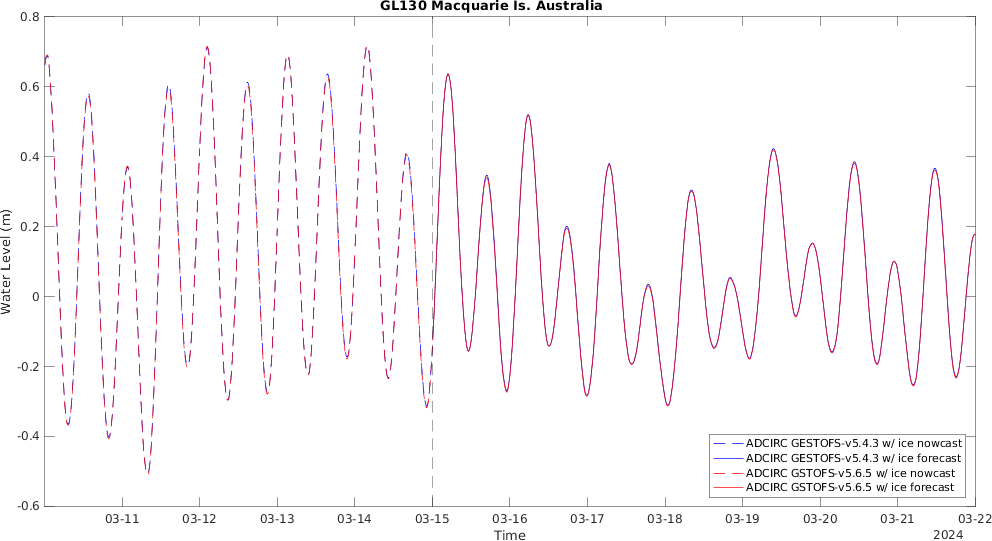 GL130 Macquarie Is. Australia
0.8
0.6
0.4
0.2
0
-0.2
-0.4
-0.6
Water Level (m)
03-11 03-12 03-13 03-14 03-15 03-16 03-17 03-18 03-19 03-20 03-21 03-22
Time
2024
ADCIRC GESTOFS-v5.4.3 w/ ice nowcast
ADCIRC GESTOFS-v5.4.3 w/ ice forecast
ADCIRC GSTOFS-v5.6.5 w/ ice nowcast
ADCIRC GSTOFS-v5.6.5 w/ ice forecast